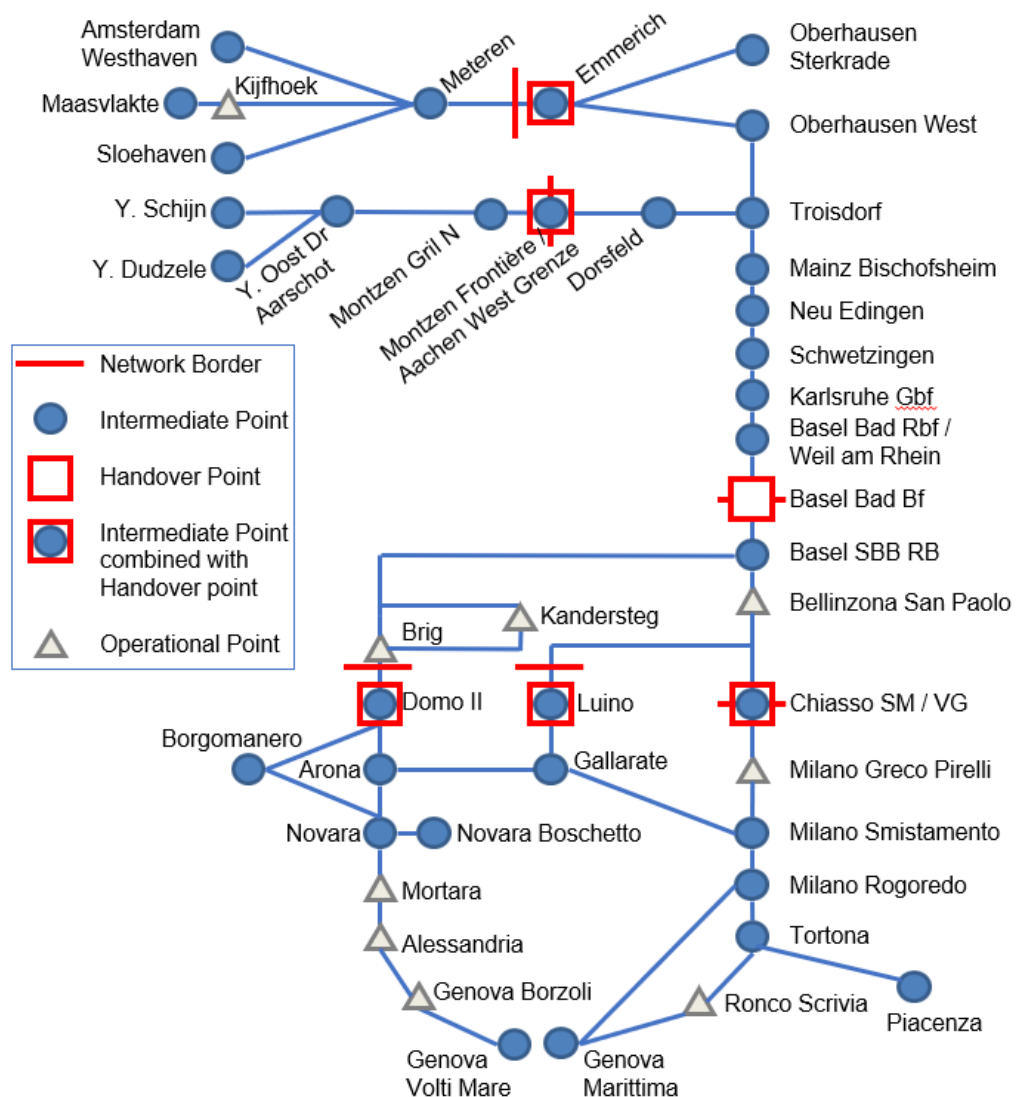 Amsterdam
Westhaven
Maasvlakte
Kijfhoek
Sloehaven
Meteren
Emmerich
Oberhausen
Sterkrade
Oberhausen West
Y. Schijn
Y. Dudzele
Y. Oost Dr
Aarschot
Montzen Gril N
Montzen Frontière /
Aachen West Grenze
Dorsfeld
Troisdorf
Mainz Bischofsheim
Neu Edingen
Schwetzingen
Karlsruhe Gbf
Basel Bad Rbf /
Weil am Rhein
Basel Bad Bf
Basel SBB RB
Bellinzona San Paolo
Network Border
Intermediate Point
Handover Point
Intermediate Point
combined with
Handover point
Operational Point
Kandersteg
Brig
Domo II
Luino
Chiasso SM / VG
Borgomanero
Arona
Gallarate
Milano Greco Pirelli
Novara
Novara Boschetto
Milano Smistamento
Mortara
Milano Rogoredo
Alessandria
Tortona
Genova Borzoli
Ronco Scrivia
Piacenza
Genova
Volti Mare
Genova
Marittima